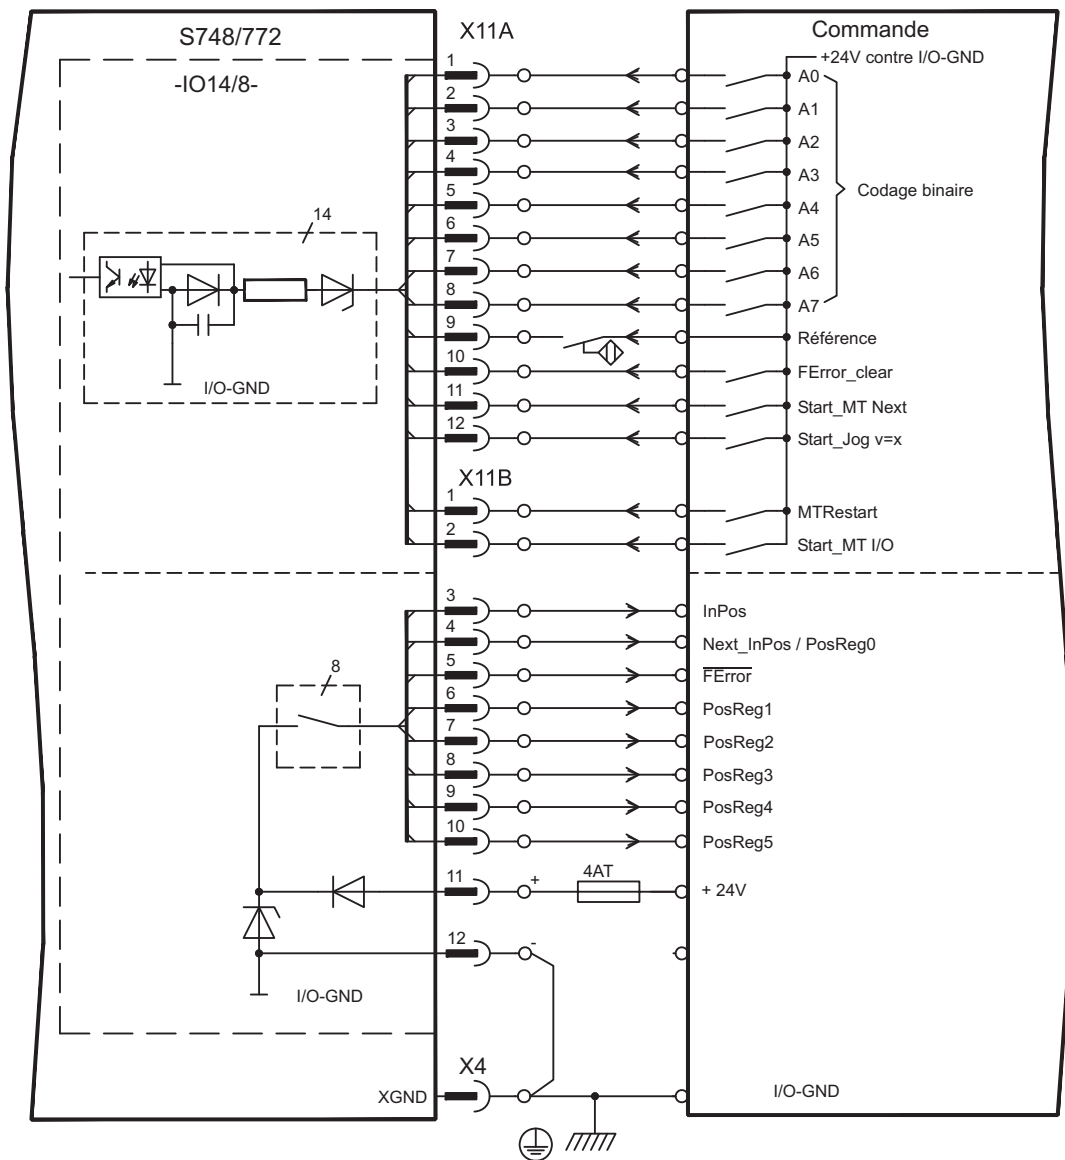 S748/772
X11A
Commande
+24V contre I/O-GND
-IO14/8-
1
A0
2
A1
3
A2
4
A3
Codage binaire
5
A4
14
6
A5
7
A6
8
A7
9
Référence
10
FError_clear
I/O-GND
11
Start_MT Next
12
Start_Jog v=x
X11B
1
MTRestart
2
Start_MT I/O
3
InPos
4
Next_InPos / PosReg0
5
FError
8
6
PosReg1
7
PosReg2
8
PosReg3
9
PosReg4
10
PosReg5
11
+
4AT
+ 24V
12
-
I/O-GND
X4
XGND
I/O-GND